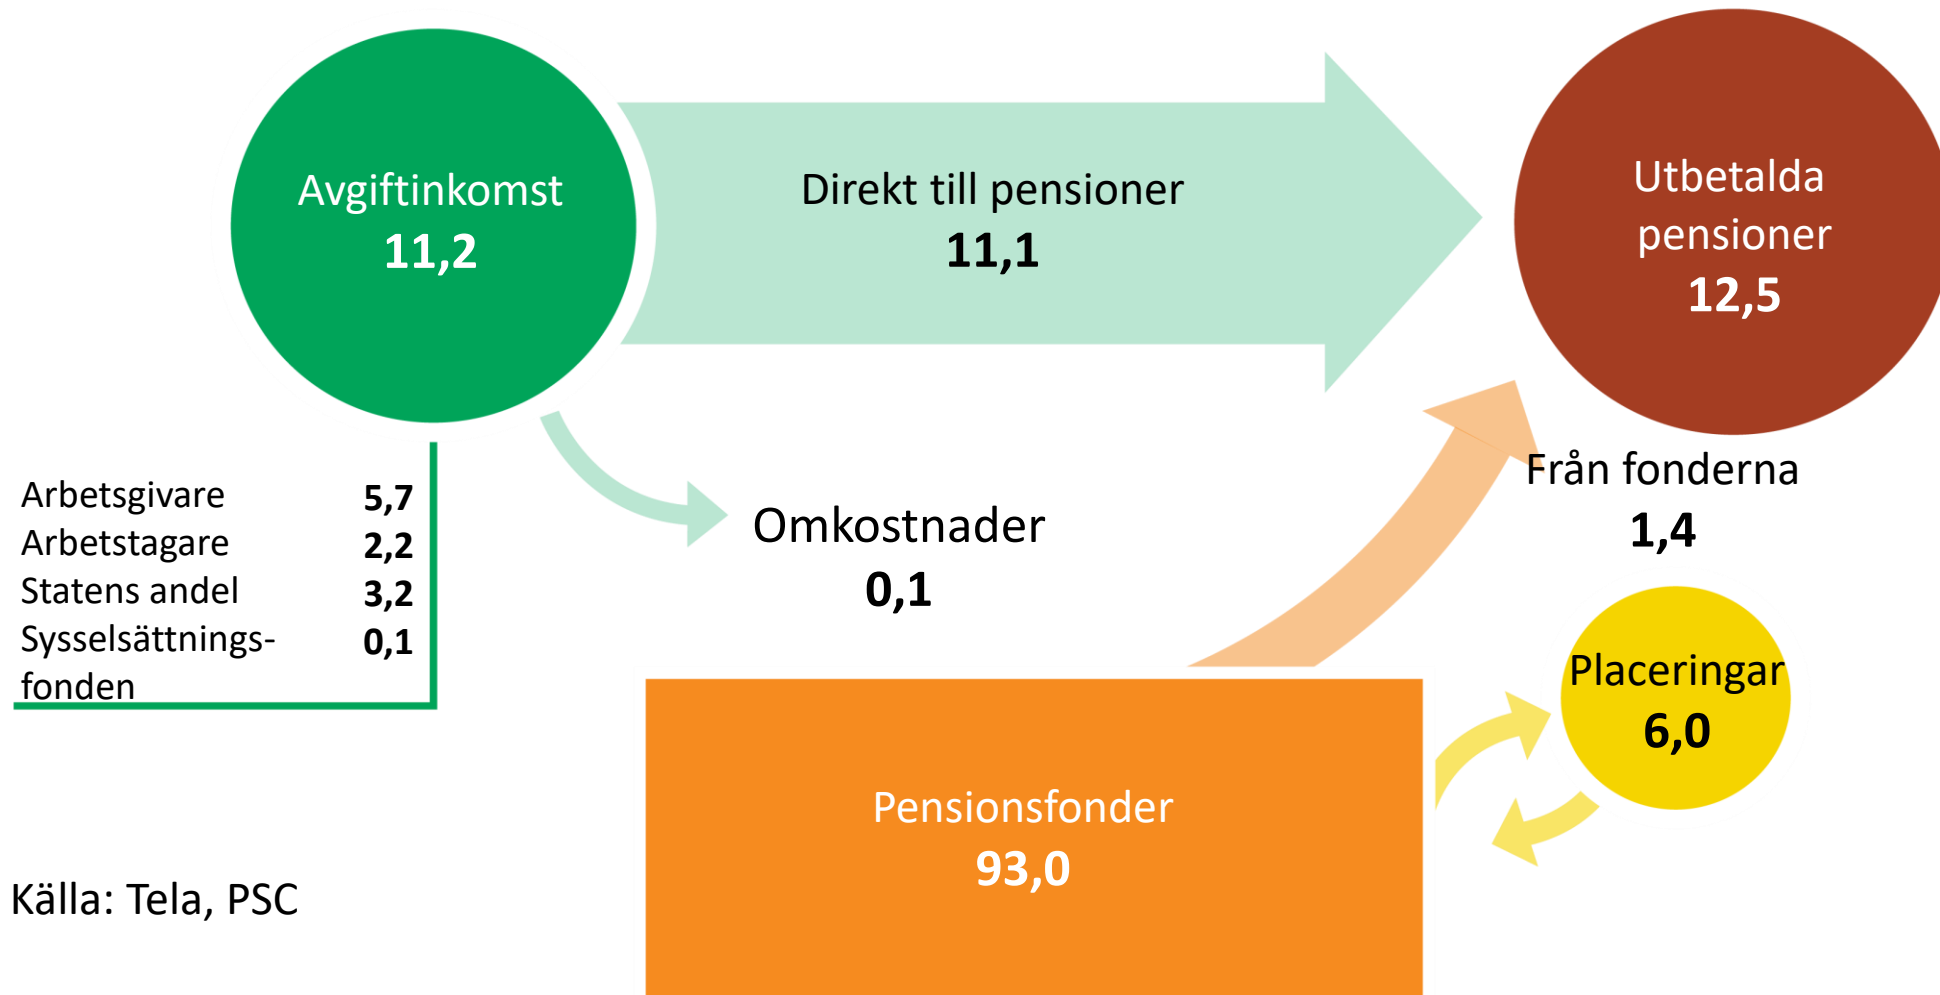 Avgiftinkomst
11,2
Direkt till pensioner
11,1
Utbetalda
pensioner
12,5
Arbetsgivare 5,7
Arbetstagare 2,2
Statens andel 3,2
Sysselsättnings- 0,1
fonden
Omkostnader
0,1
Från fonderna
1,4
Placeringar
6,0
Pensionsfonder
93,0
Källa: Tela, PSC